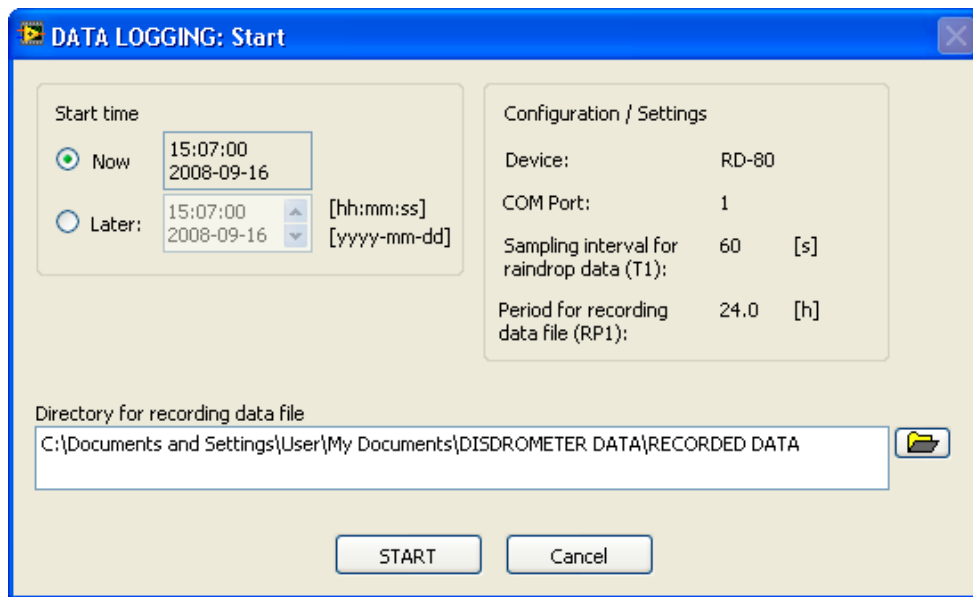 DATA LOGGING: Start
Start time
Now
15:07:00
2008-09-16
Later:
15:07:00
2008-09-16
[hh:mm:ss]
[yyyy-mm-dd]
Configuration / Settings
Device: RD-80
COM Port: 1
Sampling interval for
raindrop data (T1): 60 [s]
Period for recording
data file (RP1): 24.0 [h]
Directory for recording data file
C:\Documents and Settings\User\My Documents\DISDROMETER DATA\RECORDED DATA
START Cancel